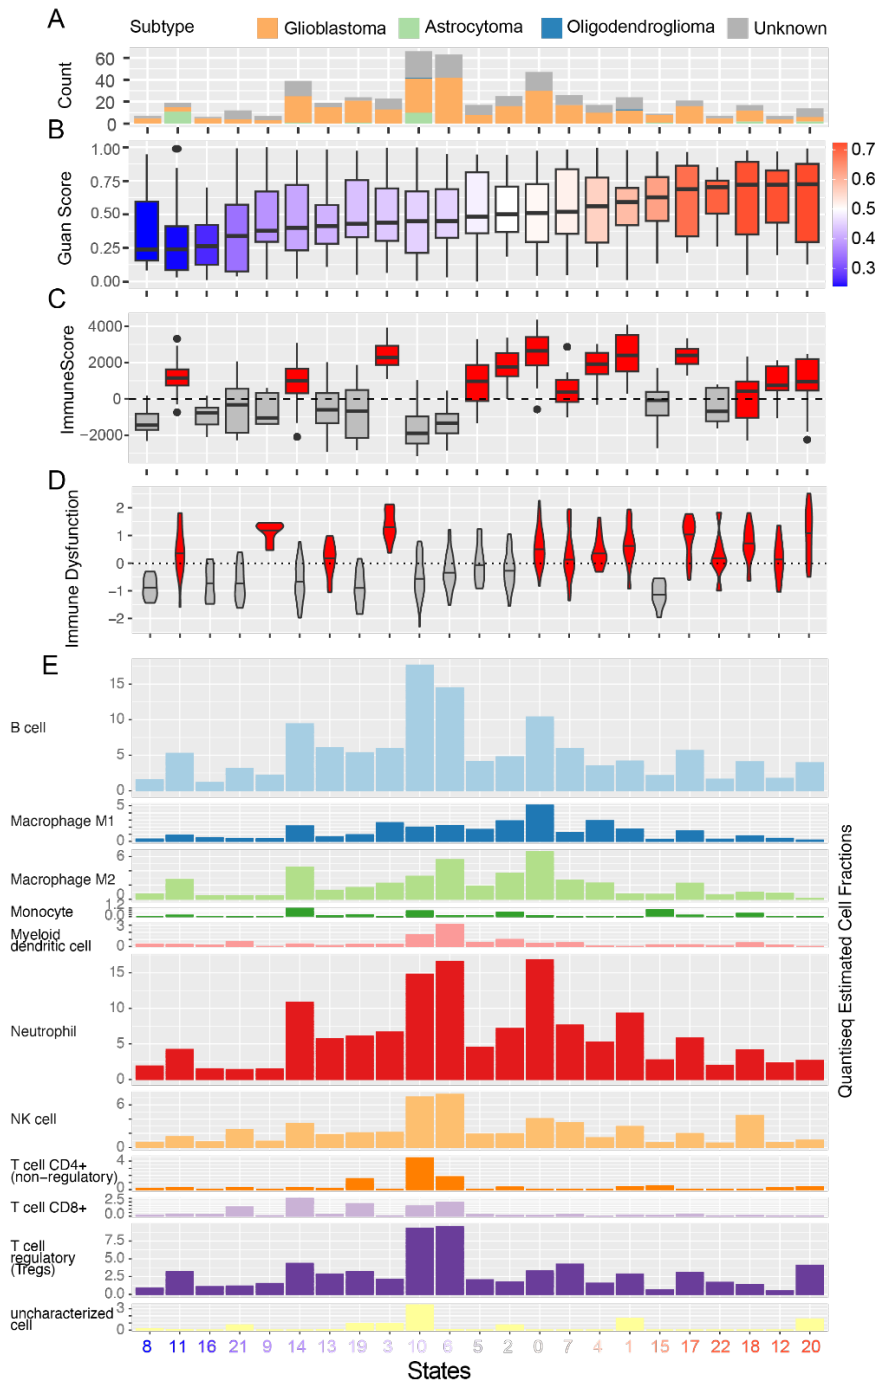 A
Subtype Glioblastoma Astrocytoma Oligodendroglioma Unknown
Count
60
40
20
0
B
Guan Score
1.00
0.75
0.50
0.25
0.00
0.7
0.6
0.5
0.4
0.3
C
ImmuneScore
4000
2000
0
−2000
D
Immune Dysfunction
2
1
0
−1
−2
E
Quantiseq Estimated Cell Fractions
B cell
15
10
5
0
Macrophage M1
5
0
Macrophage M2
6
0
Monocyte
1.2
0.0
Myeloid
dendritic cell
3
0
Neutrophil
15
10
5
0
NK cell
6
3
0
T cell CD4+
(non−regulatory)
4
0
T cell CD8+
2.5
0.0
T cell
regulatory
(Tregs)
7.5
5.0
2.5
0.0
uncharacterized
cell
3
0
8 11 16 21 9 14 13 19 3 10 6 5 2 0 7 4 1 15 17 22 18 12 20
States